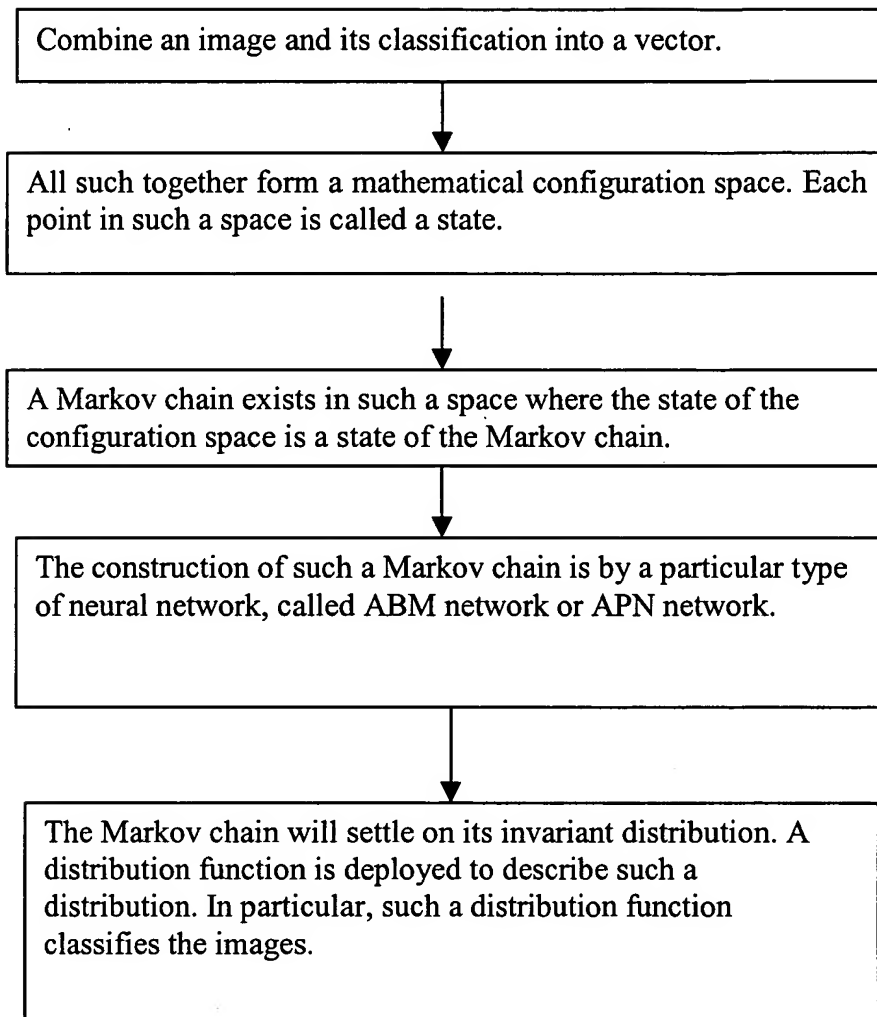 Combine an image and its classification into a vector.
All such together form a mathematical configuration space. Each
point in such a space is called a state.
A Markov chain exists in such a space where the state of the
configuration space is a state of the Markov chain.
The construction of such a Markov chain is by a particular type
of neural network, called ABM network or APN network.
The Markov chain will settle on its invariant distribution. A
distribution function is deployed to describe such a
distribution. In particular, such a distribution function
classifies the images.